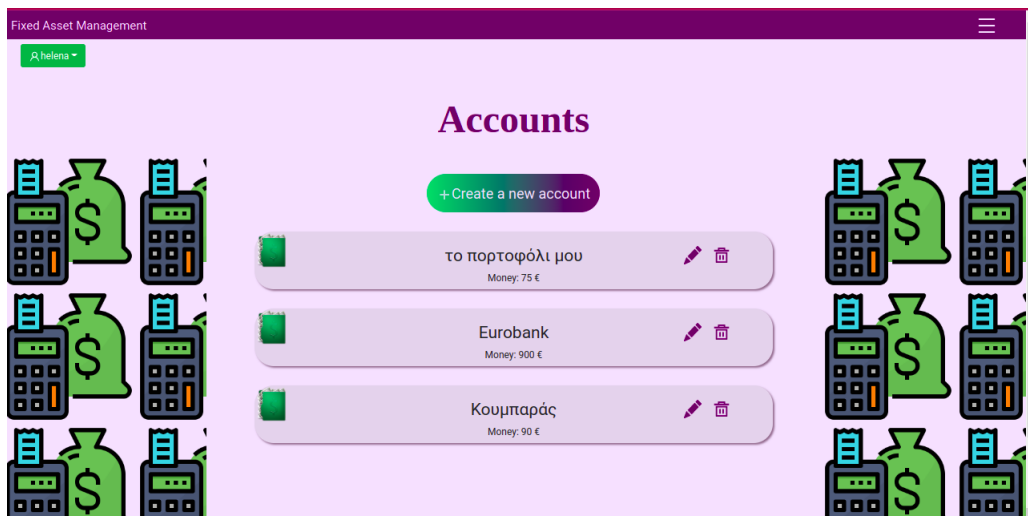 Fixed Asset Management
helena
Accounts
+Create a new account
το πορτοφόλι μου
Money: 75 €
Eurobank
Money: 900 €
Κουμπαράς
Money: 90 €